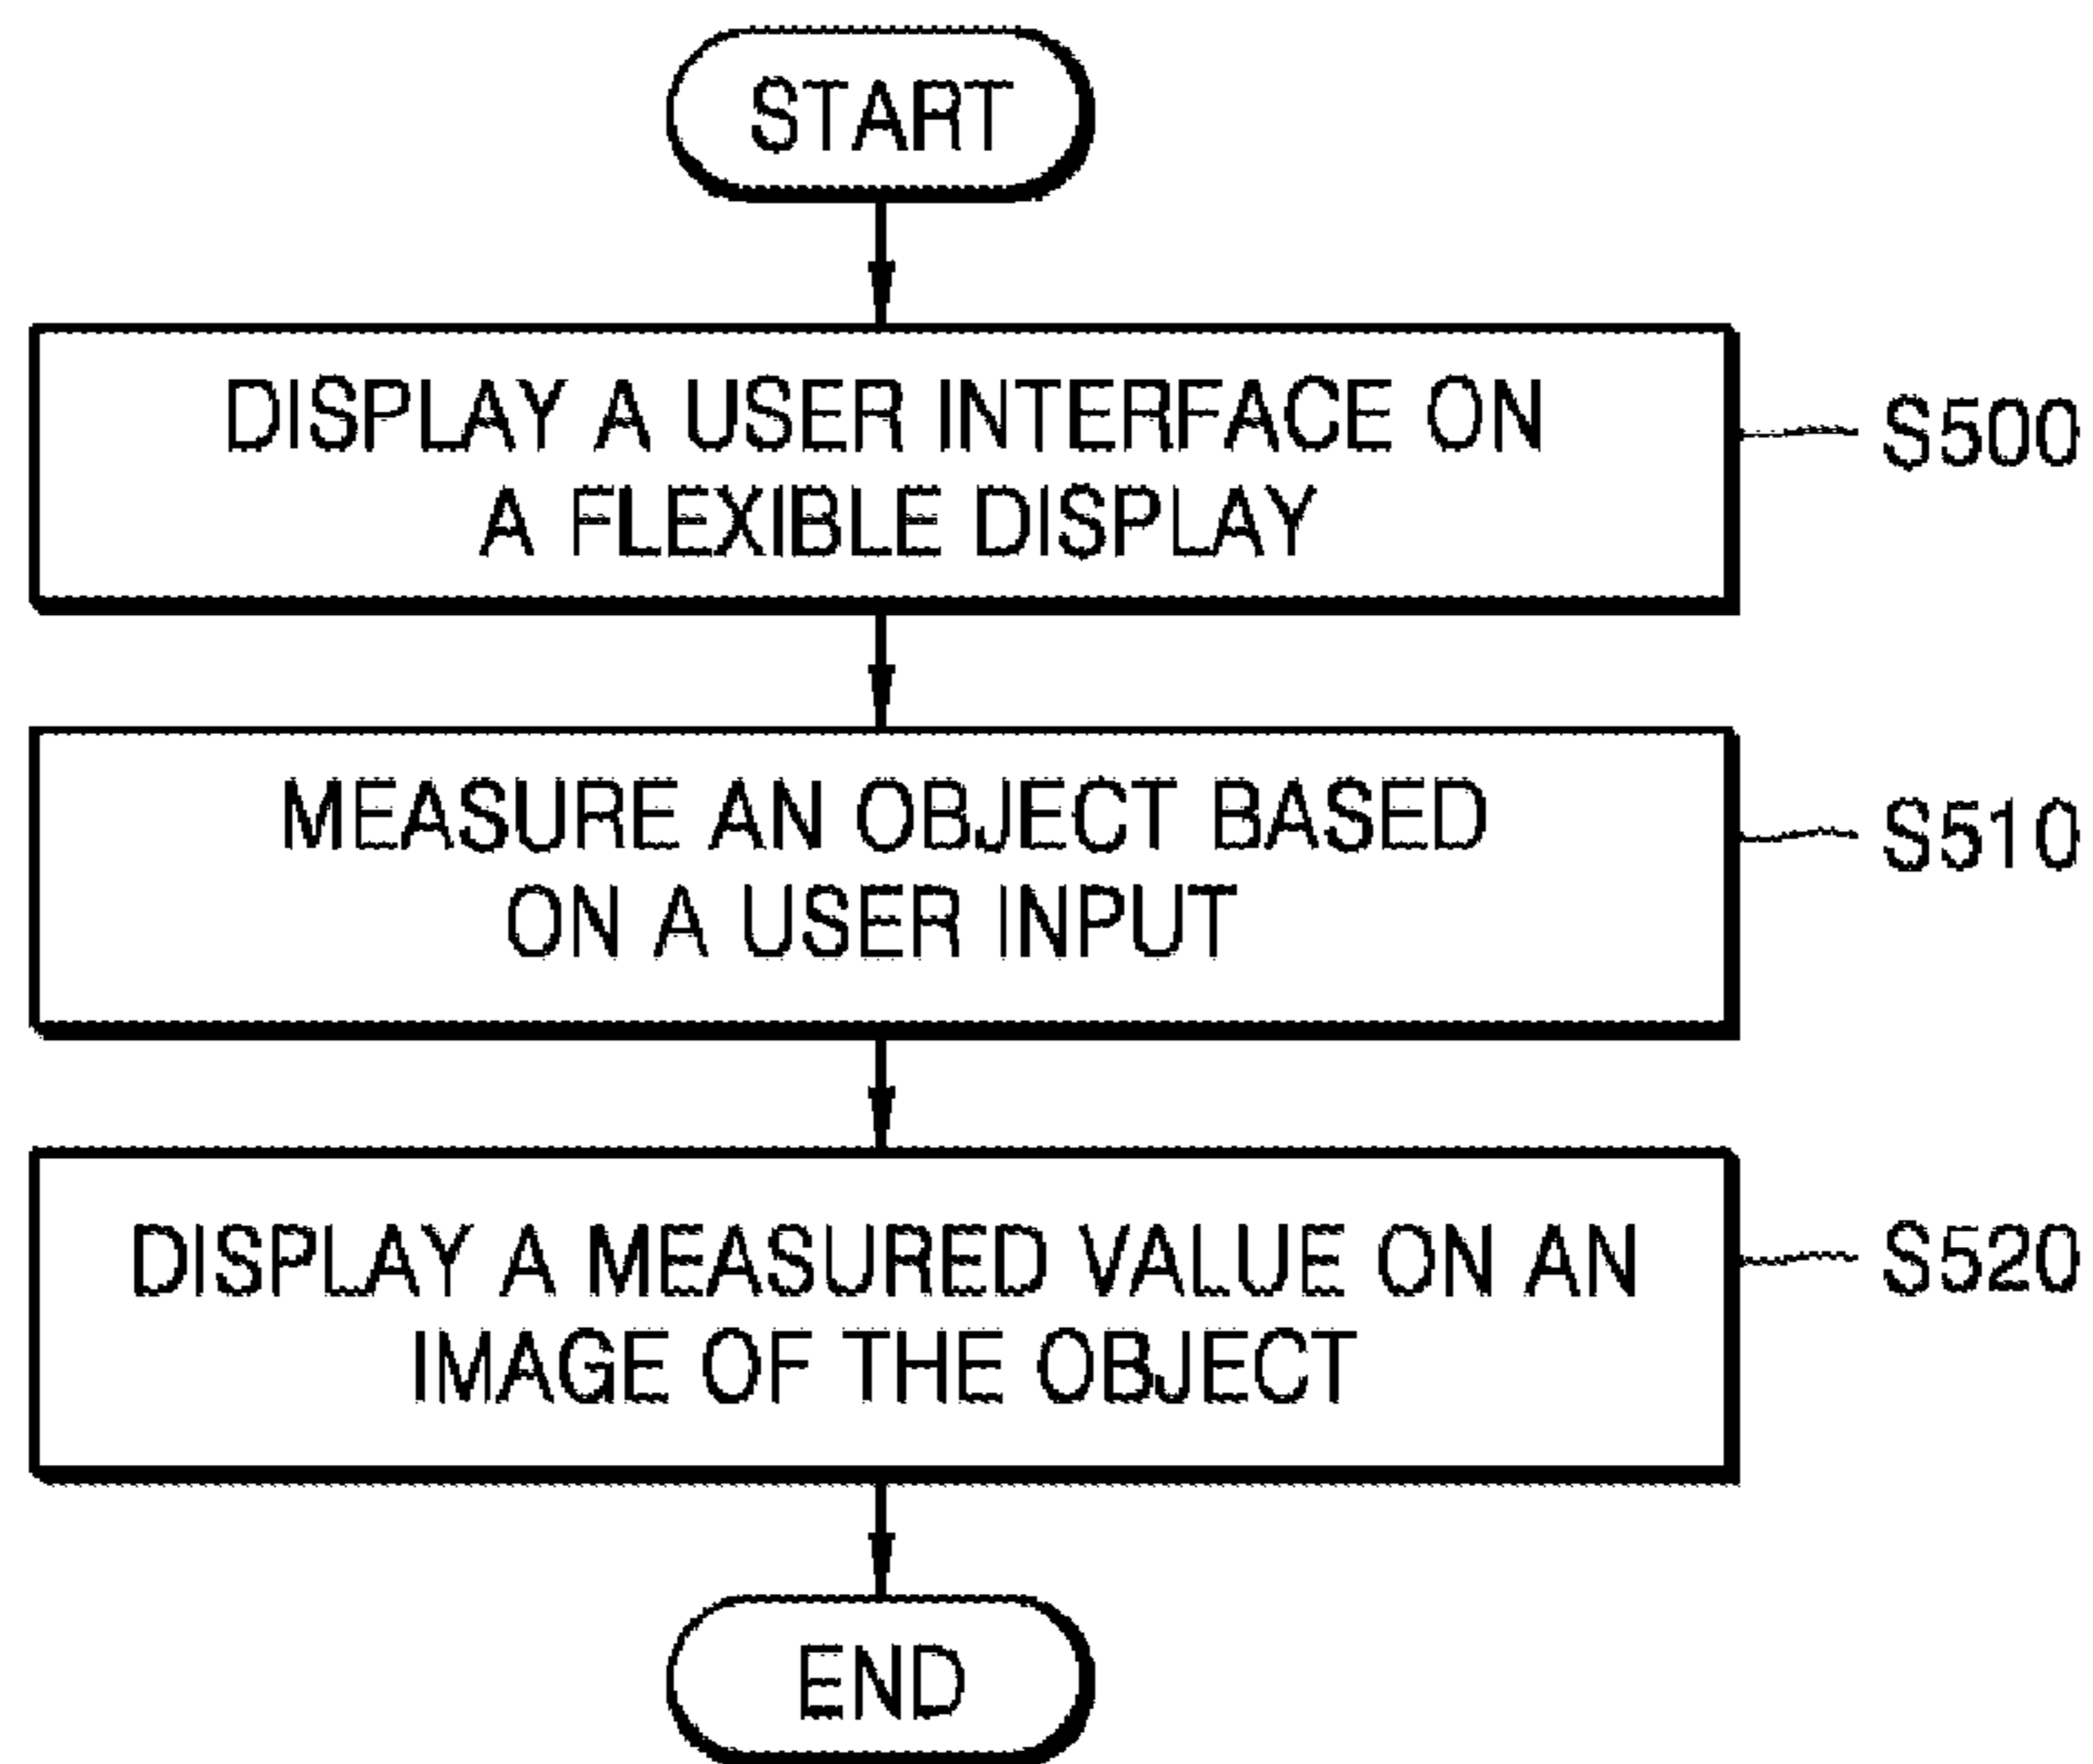 START
DISPLAY A USER INTERFACE ON
A FLEXIBLE DISPLAY
S500
MEASURE AN OBJECT BASED
ON A USER INPUT
S510
DISPLAY A MEASURED VALUE ON AN
IMAGE OF THE OBJECT
S520
END